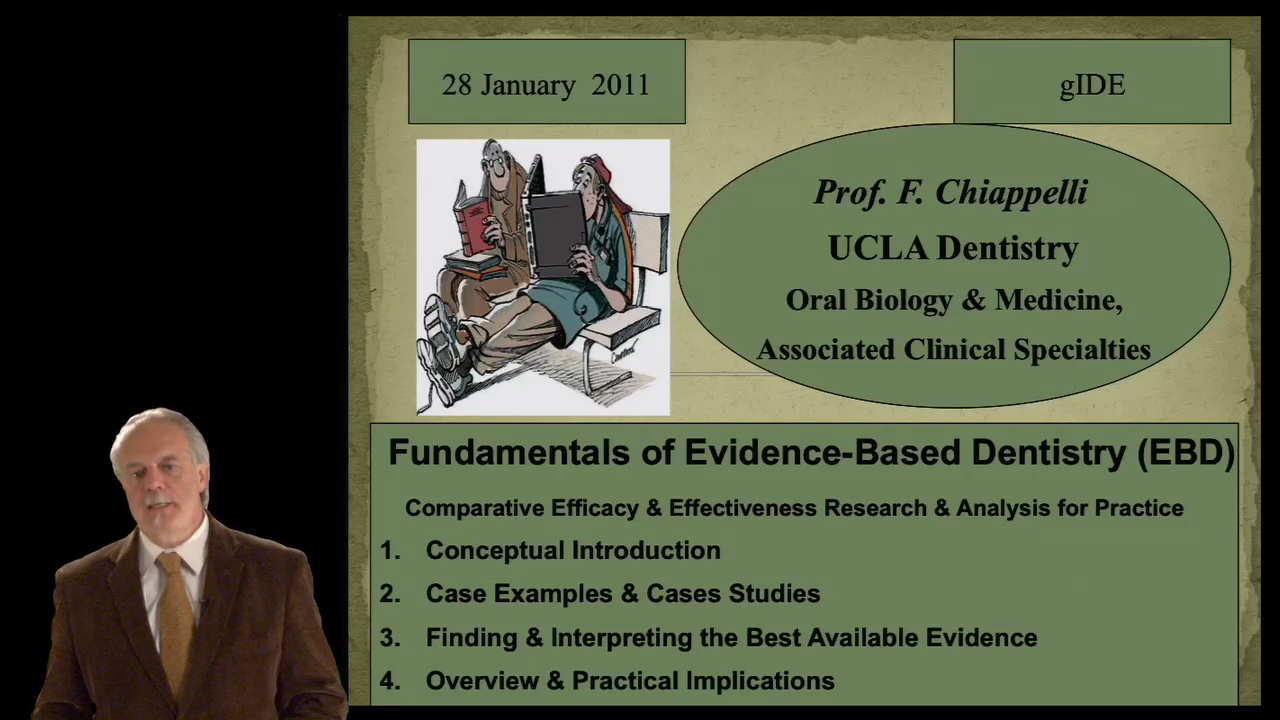 28 January 2011
gIDE
Prof. F. Chiappelli
UCLA Dentistry
Oral Biology & Medicine,
Associated Clinical Specialties
Fundamentals of Evidence-Based Dentistry (EBD)
Comparative Efficacy & Effectiveness Research & Analysis for Practice
1. Conceptual Introduction
2. Case Examples & Cases Studies
3. Finding & Interpreting the Best Available Evidence
4. Overview & Practical Implications